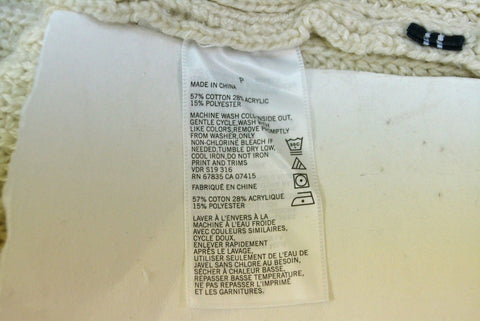 P
MADE IN CHINA
57% COTTON 28% ACRYLIC
15% POLYESTER
MACHINE WASH COLD INSIDE OUT,
GENTLE CYCLE,WASH WITH
LIKE COLORS,REMOVE PROMPTLY
FROM WASHER,ONLY
NON-CHLORINE BLEACH IF
NEEDED,TUMBLE DRY LOW,
COOL IRON,DO NOT IRON
PRINT AND TRIMS
VDR S19 316
RN 67835 CA 07415
FABRIQUÉ EN CHINE
57% COTON 28% ACRYLIQUE
15% POLYESTER
LAVER À L'ENVERS À LA
MACHINE À L'EAU FROIDE
AVEC COULEURS SIMILAIRES,
CYCLE DOUX,
ENLEVER RAPIDEMENT
APRÈS LE LAVAGE,
UTILISER SEULEMENT DE L'EAU DE
JAVEL SANS CHLORE AU BESOIN,
SÉCHER À CHALEUR BASSE,
REPASSER BASSE TEMPÉRATURE,
NE PAS REPASSER L'IMPRIMÉ
ET LES GARNITURES.